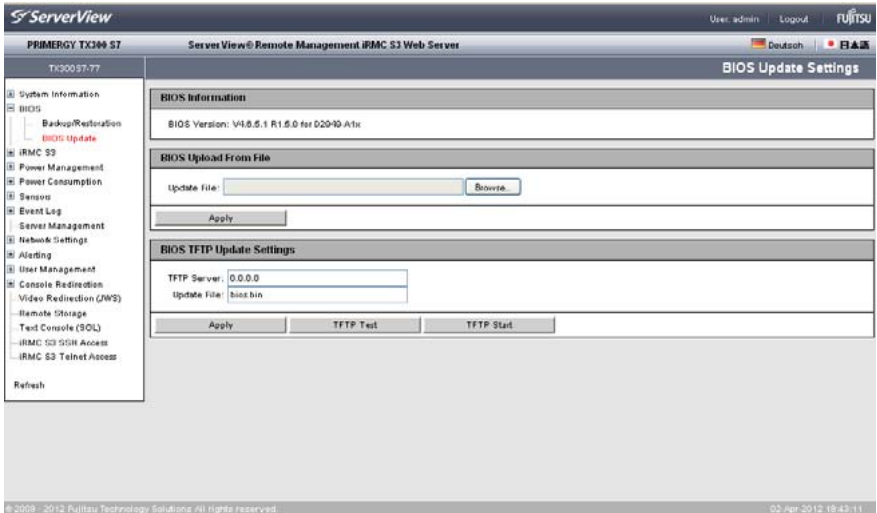 ServerView
User: admin Logout FUJITSU
PRIMERGY TX300 S7 ServerView® Remote Management iRMC S3 Web Server Deutsch 日本語
TX300S7-77 BIOS Update Settings
System Information
BIOS
Backup/Restoration
BIOS Update
iRMC S3
Power Management
Power Consumption
Sensors
Event Log
Server Management
Network Settings
Alerting
User Management
Console Redirection
Video Redirection (JWS)
Remote Storage
Text Console (SOL)
iRMC S3 SSH Access
iRMC S3 Telnet Access
Refresh
BIOS Information
BIOS Version: V4.6.5.1 R1.6.0 for D2949-A1x
BIOS Upload From File
Update File: Browse...
Apply
BIOS TFTP Update Settings
TFTP Server: 0.0.0.0
Update File: bios.bin
Apply TFTP Test TFTP Start
© 2009 - 2012 Fujitsu Technology Solutions All rights reserved. 02 Apr 2012 18:43:11